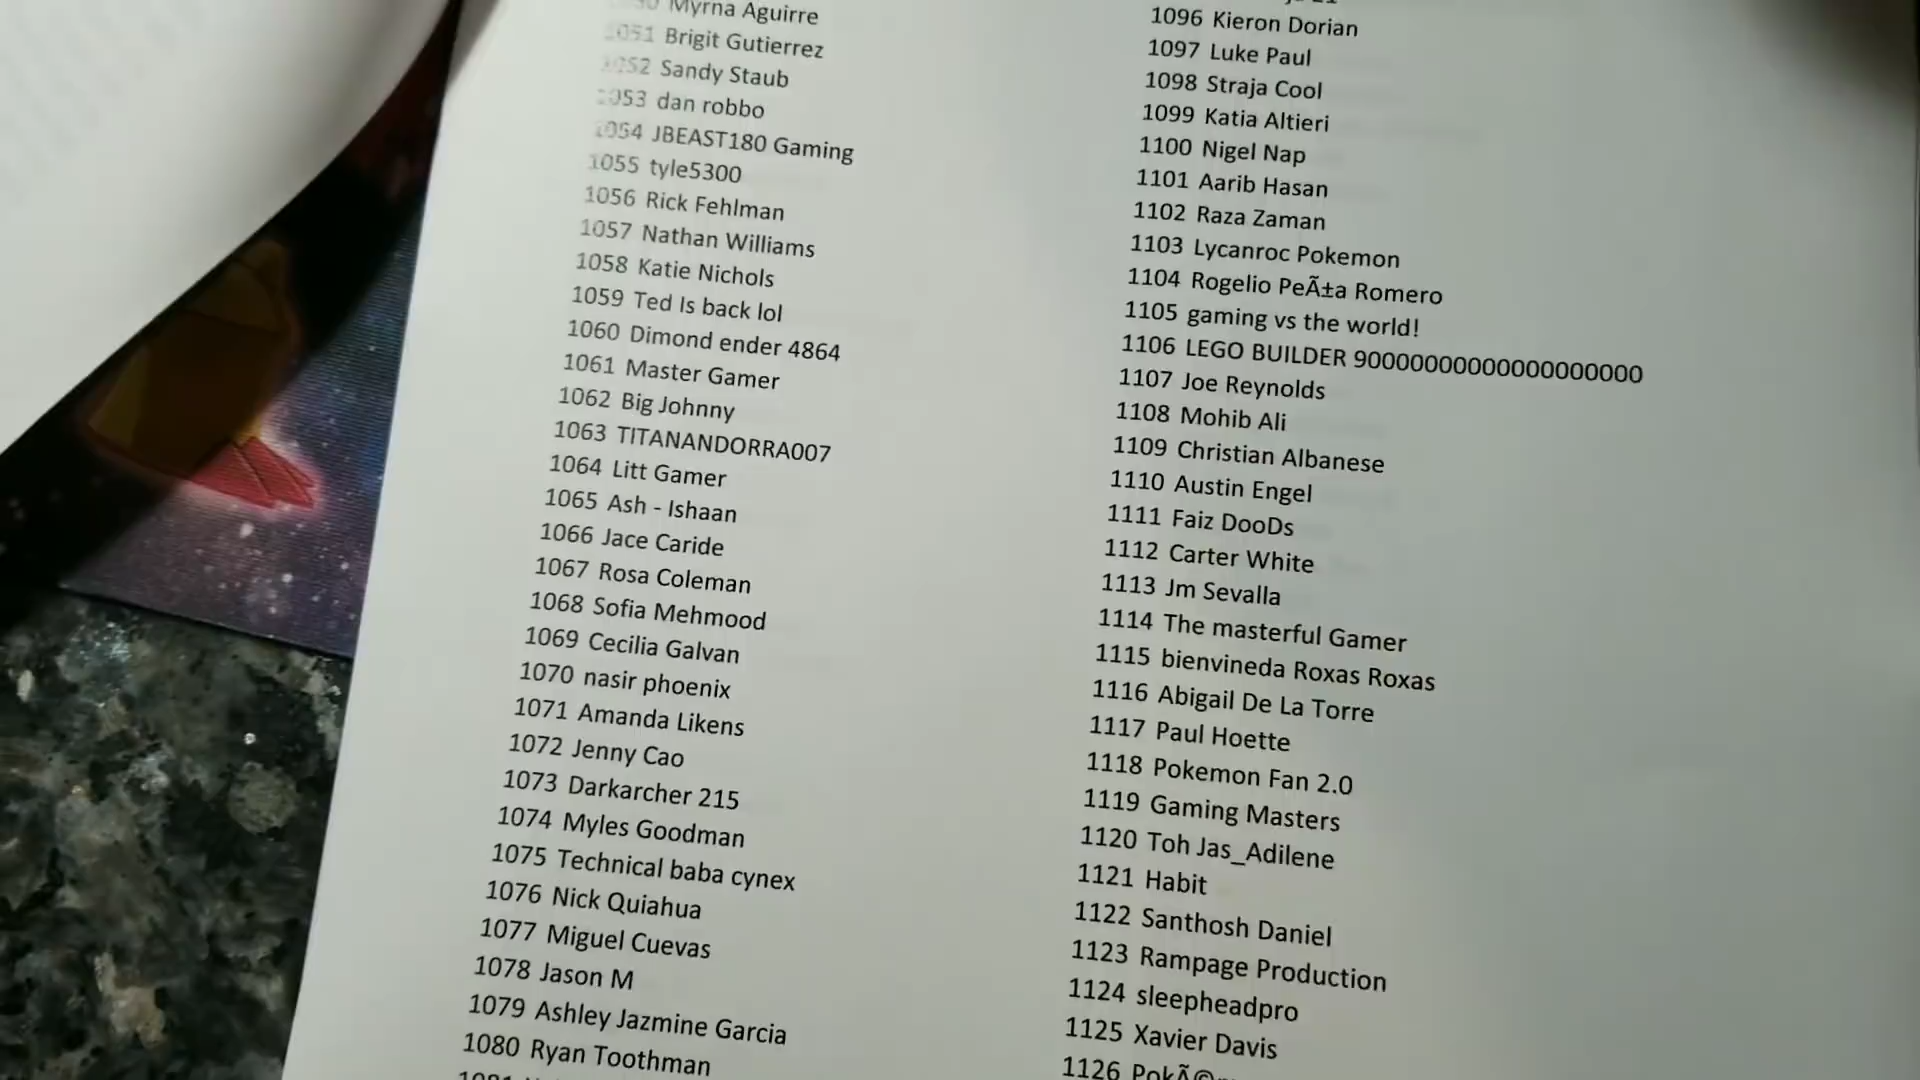 Myrna Aguirre
1051 Brigit Gutierrez
1052 Sandy Staub
1053 dan robbo
1054 JBEAST180 Gaming
1055 tyle5300
1056 Rick Fehlman
1057 Nathan Williams
1058 Katie Nichols
1059 Ted Is back lol
1060 Dimond ender 4864
1061 Master Gamer
1062 Big Johnny
1063 TITANANDORRA007
1064 Litt Gamer
1065 Ash - Ishaan
1066 Jace Caride
1067 Rosa Coleman
1068 Sofia Mehmood
1069 Cecilia Galvan
1070 nasir phoenix
1071 Amanda Likens
1072 Jenny Cao
1073 Darkarcher 215
1074 Myles Goodman
1075 Technical baba cynex
1076 Nick Quiahua
1077 Miguel Cuevas
1078 Jason M
1079 Ashley Jazmine Garcia
1080 Ryan Toothman
1096 Kieron Dorian
1097 Luke Paul
1098 Straja Cool
1099 Katia Altieri
1100 Nigel Nap
1101 Aarib Hasan
1102 Raza Zaman
1103 Lycanroc Pokemon
1104 Rogelio PeÃ±a Romero
1105 gaming vs the world!
1106 LEGO BUILDER 90000000000000000000
1107 Joe Reynolds
1108 Mohib Ali
1109 Christian Albanese
1110 Austin Engel
1111 Faiz DooDs
1112 Carter White
1113 Jm Sevalla
1114 The masterful Gamer
1115 bienvineda Roxas Roxas
1116 Abigail De La Torre
1117 Paul Hoette
1118 Pokemon Fan 2.0
1119 Gaming Masters
1120 Toh Jas_Adilene
1121 Habit
1122 Santhosh Daniel
1123 Rampage Production
1124 sleepheadpro
1125 Xavier Davis
1126